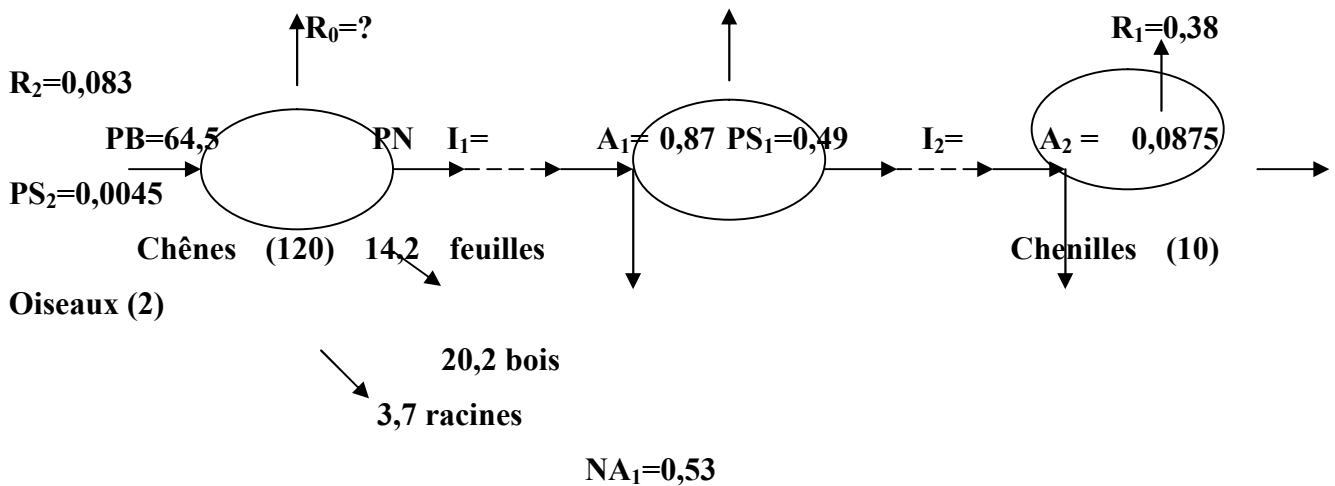 R₀=? R₁=0,38
R₂=0,083
PB=64,5 PN I₁= A₁= 0,87 PS₁=0,49 I₂= A₂ = 0,0875
PS₂=0,0045
Chênes (120) 14,2 feuilles Chenilles (10)
Oiseaux (2)
20,2 bois
3,7 racines
NA₁=0,53